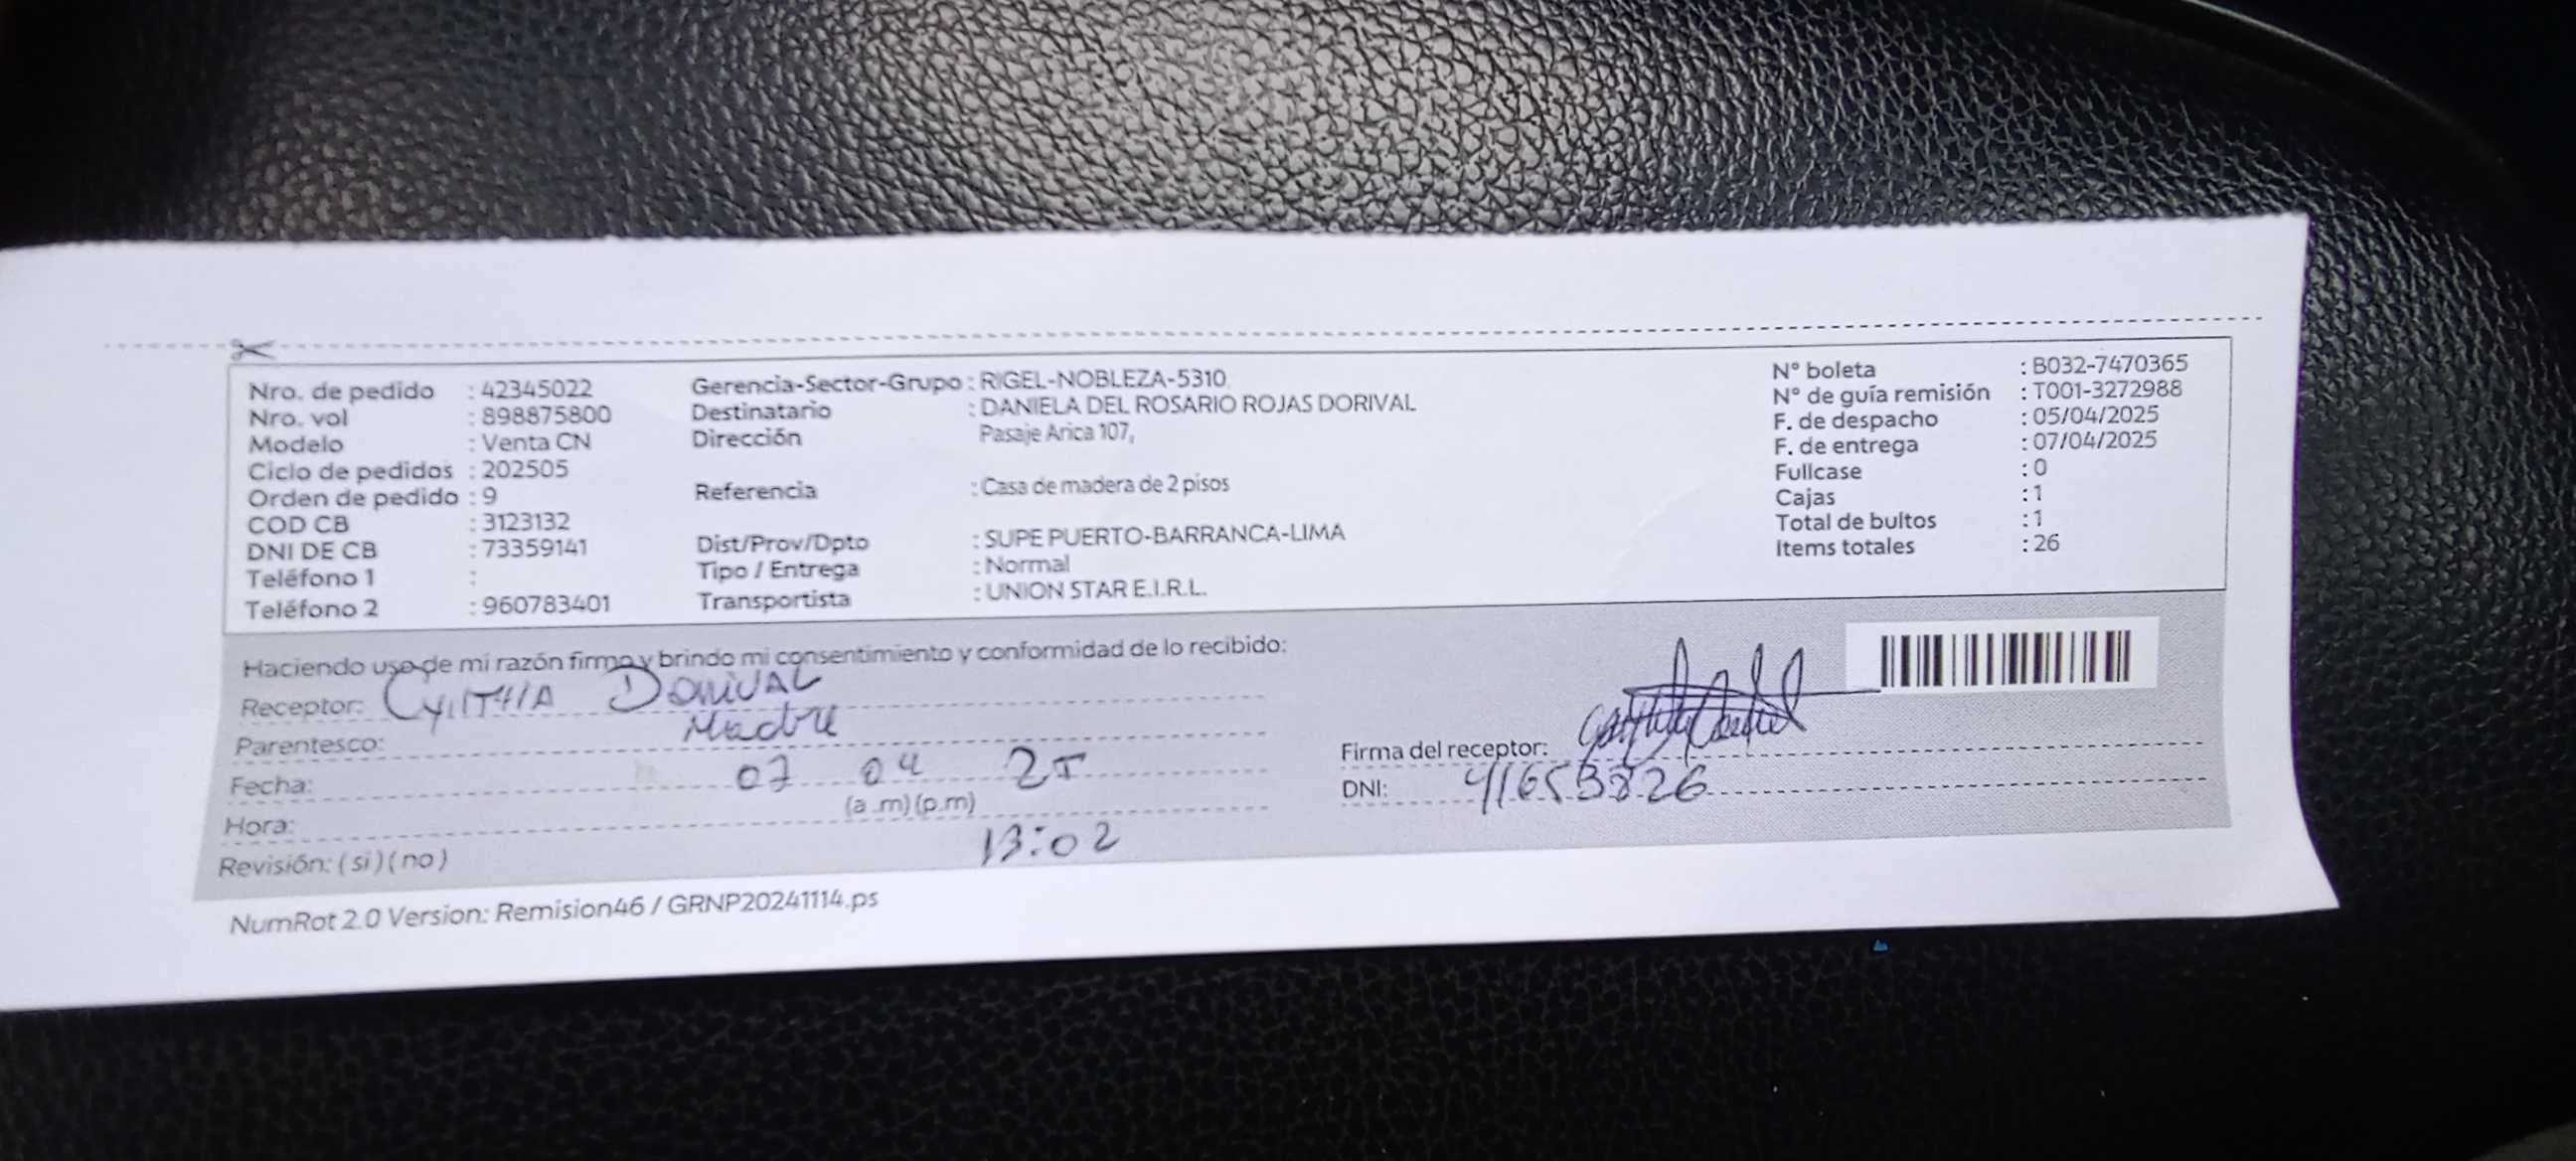 Nro. de pedido : 42345022
Nro. vol : 898875800
Modelo : Venta CN
Ciclo de pedidos : 202505
Orden de pedido : 9
COD CB : 3123132
DNI DE CB : 73359141
Teléfono 1 :
Teléfono 2 : 960783401
Gerencia-Sector-Grupo : RIGEL-NOBLEZA-5310
Destinatario : DANIELA DEL ROSARIO ROJAS DORIVAL
Dirección Pasaje Arica 107,
Referencia : Casa de madera de 2 pisos
Dist/Prov/Dpto : SUPE PUERTO-BARRANCA-LIMA
Tipo / Entrega : Normal
Transportista : UNION STAR E.I.R.L.
N° boleta : B032-7470365
N° de guía remisión : T001-3272988
F. de despacho : 05/04/2025
F. de entrega : 07/04/2025
Fullcase : 0
Cajas : 1
Total de bultos : 1
Items totales : 26
Haciendo uso de mi razón firmo y brindo mi consentimiento y conformidad de lo recibido:
Receptor: Cynthia Dorival
Parentesco: Madre
Fecha: 07 04 25
Hora: (a .m) (p.m)
13:02
Revisión: ( si ) ( no )
Firma del receptor:
DNI: 41653826
NumRot 2.0 Version: Remision46 / GRNP20241114.ps